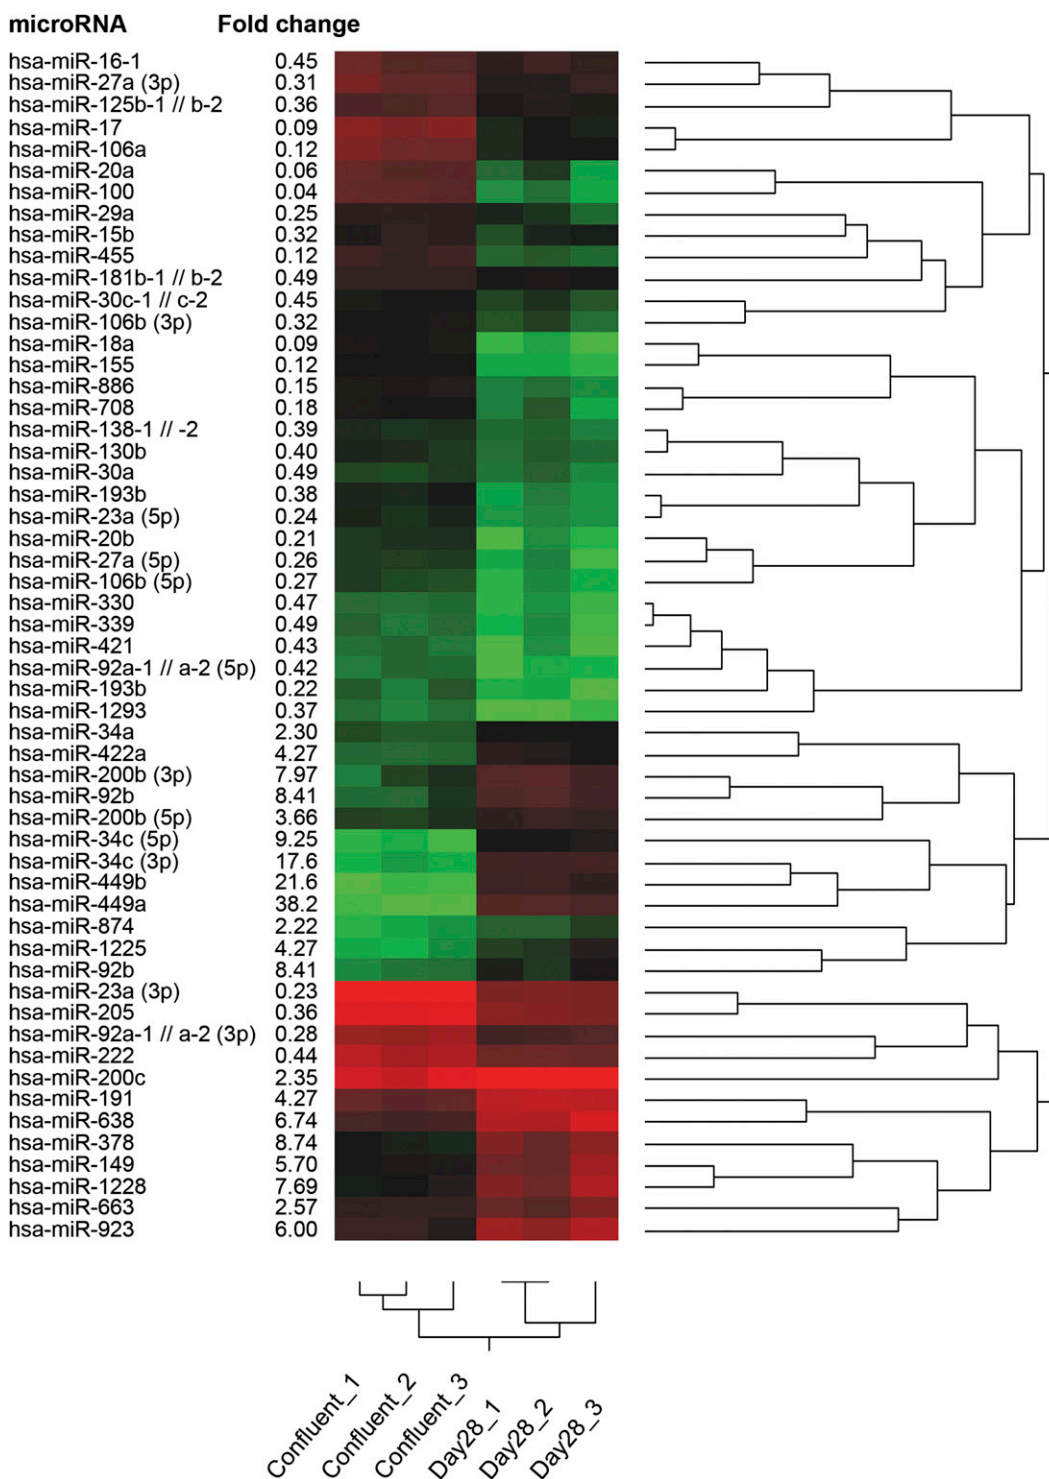 microRNA Fold change
hsa-miR-16-1 0.45
hsa-miR-27a (3p) 0.31
hsa-miR-125b-1 // b-2 0.36
hsa-miR-17 0.09
hsa-miR-106a 0.12
hsa-miR-20a 0.06
hsa-miR-100 0.04
hsa-miR-29a 0.25
hsa-miR-15b 0.32
hsa-miR-455 0.12
hsa-miR-181b-1 // b-2 0.49
hsa-miR-30c-1 // c-2 0.45
hsa-miR-106b (3p) 0.32
hsa-miR-18a 0.09
hsa-miR-155 0.12
hsa-miR-886 0.15
hsa-miR-708 0.18
hsa-miR-138-1 // -2 0.39
hsa-miR-130b 0.40
hsa-miR-30a 0.49
hsa-miR-193b 0.38
hsa-miR-23a (5p) 0.24
hsa-miR-20b 0.21
hsa-miR-27a (5p) 0.26
hsa-miR-106b (5p) 0.27
hsa-miR-330 0.47
hsa-miR-339 0.49
hsa-miR-421 0.43
hsa-miR-92a-1 // a-2 (5p) 0.42
hsa-miR-193b 0.22
hsa-miR-1293 0.37
hsa-miR-34a 2.30
hsa-miR-422a 4.27
hsa-miR-200b (3p) 7.97
hsa-miR-92b 8.41
hsa-miR-200b (5p) 3.66
hsa-miR-34c (5p) 9.25
hsa-miR-34c (3p) 17.6
hsa-miR-449b 21.6
hsa-miR-449a 38.2
hsa-miR-874 2.22
hsa-miR-1225 4.27
hsa-miR-92b 8.41
hsa-miR-23a (3p) 0.23
hsa-miR-205 0.36
hsa-miR-92a-1 // a-2 (3p) 0.28
hsa-miR-222 0.44
hsa-miR-200c 2.35
hsa-miR-191 4.27
hsa-miR-638 6.74
hsa-miR-378 8.74
hsa-miR-149 5.70
hsa-miR-1228 7.69
hsa-miR-663 2.57
hsa-miR-923 6.00
Confluent_1
Confluent_2
Confluent_3
Day28_1
Day28_2
Day28_3